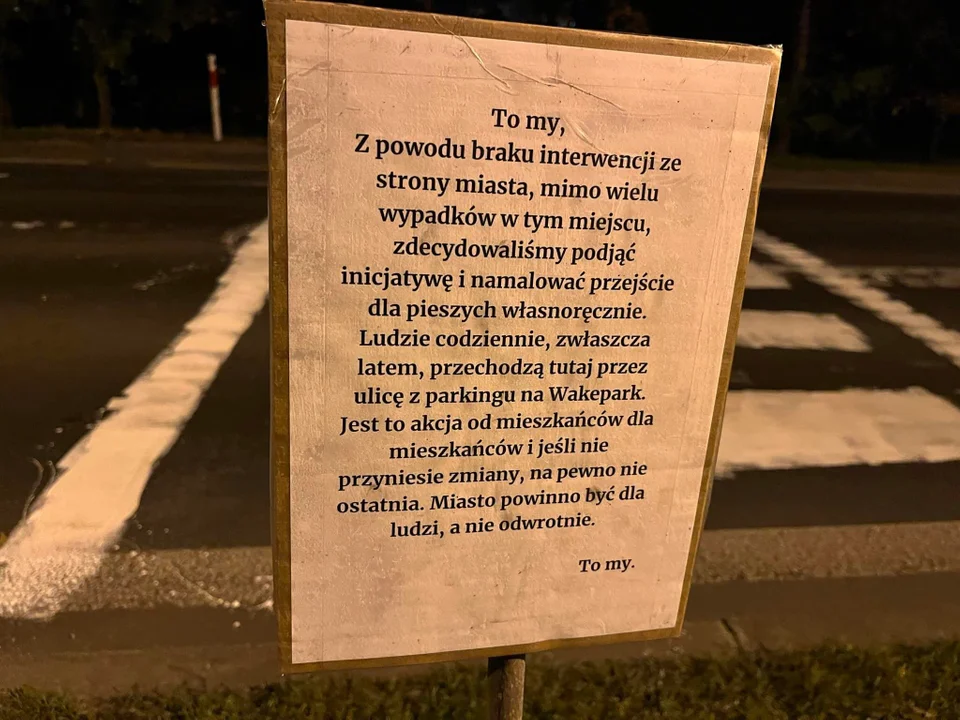 To my,
Z powodu braku interwencji ze
strony miasta, mimo wielu
wypadków w tym miejscu,
zdecydowaliśmy podjąć
inicjatywę i namalować przejście
dla pieszych własnoręcznie.
Ludzie codziennie, zwłaszcza
latem, przechodzą tutaj przez
ulicę z parkingu na Wakepark.
Jest to akcja od mieszkańców dla
mieszkańców i jeśli nie
przyniesie zmiany, na pewno nie
ostatnia. Miasto powinno być dla
ludzi, a nie odwrotnie.
To my.